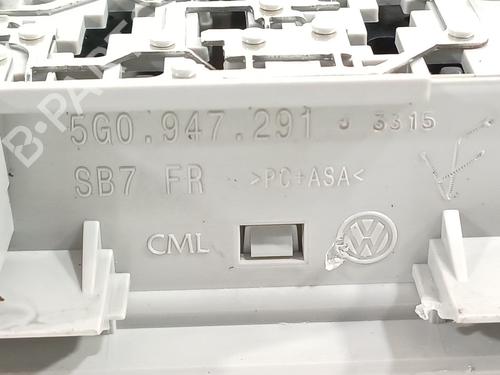 5G0.947.291
3315
SB7 FR >PC+ASA<
CML
B-PARTS